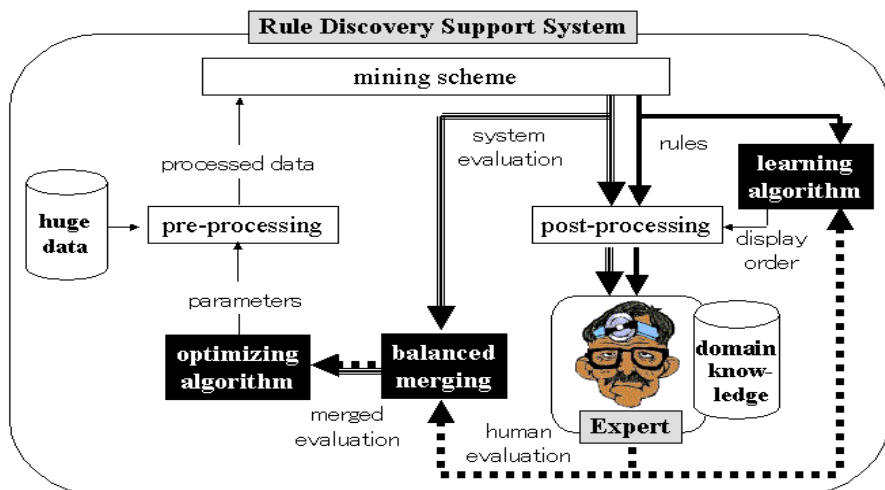 Rule Discovery Support System
mining scheme
system
evaluation
rules
processed data
learning
algorithm
huge
data
pre-processing
post-processing
display
order
parameters
optimizing
algorithm
balanced
merging
domain
know-
ledge
merged
evaluation
human
evaluation
Expert